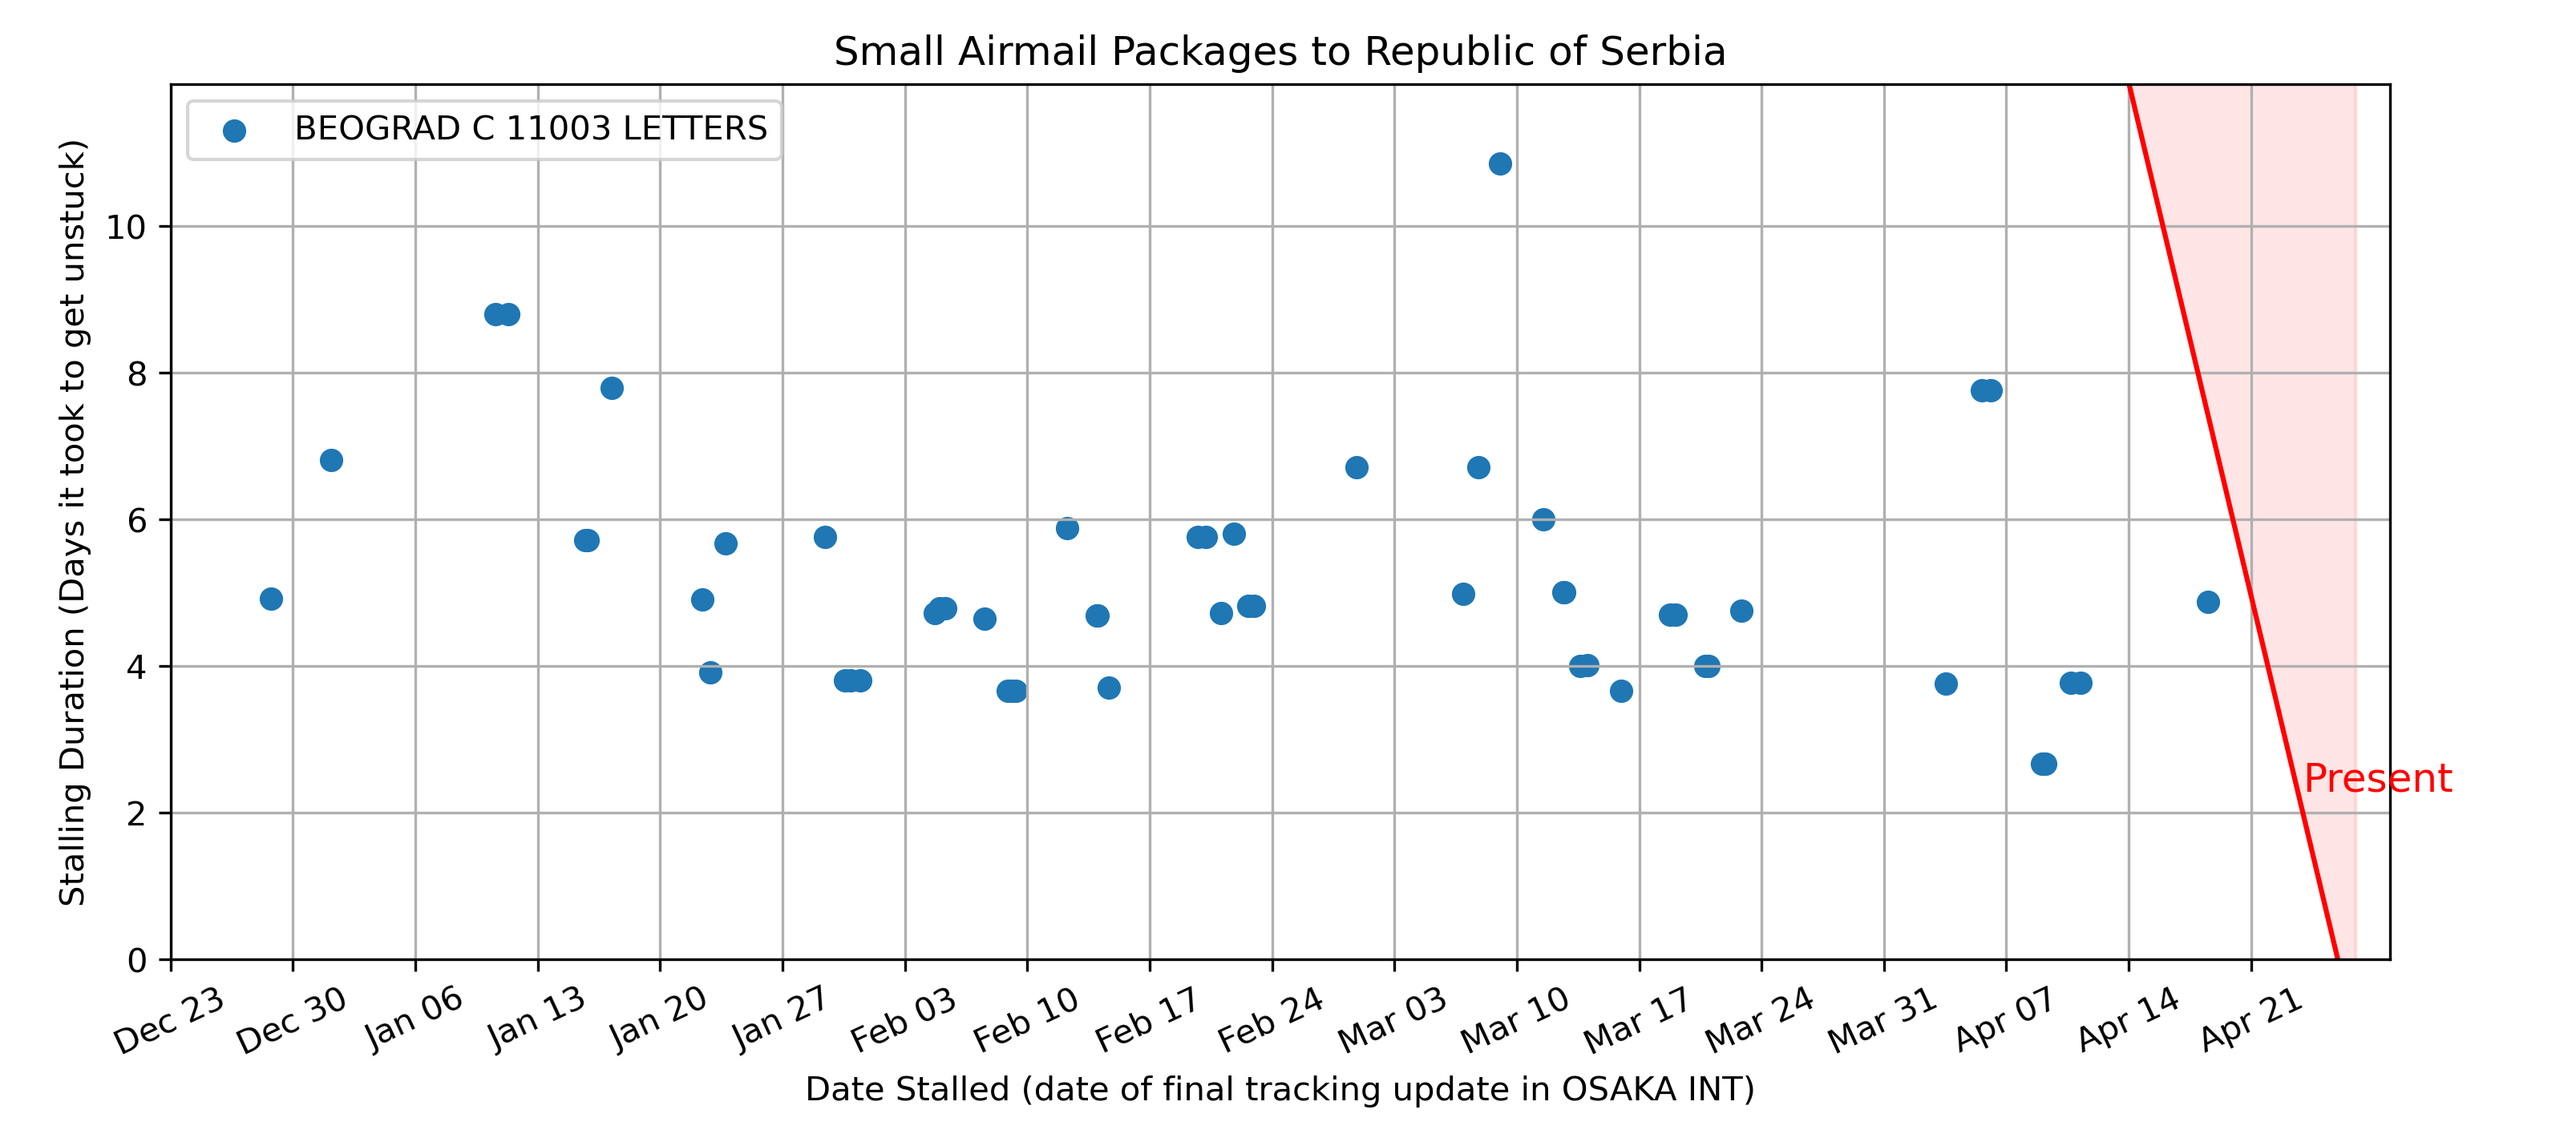 Small Airmail Packages to Republic of Serbia
BEOGRAD C 11003 LETTERS
Stalling Duration (Days it took to get unstuck)
10
8
6
4
2
0
Present
Dec 23
Dec 30
Jan 06
Jan 13
Jan 20
Jan 27
Feb 03
Feb 10
Feb 17
Feb 24
Mar 03
Mar 10
Mar 17
Mar 24
Mar 31
Apr 07
Apr 14
Apr 21
Date Stalled (date of final tracking update in OSAKA INT)